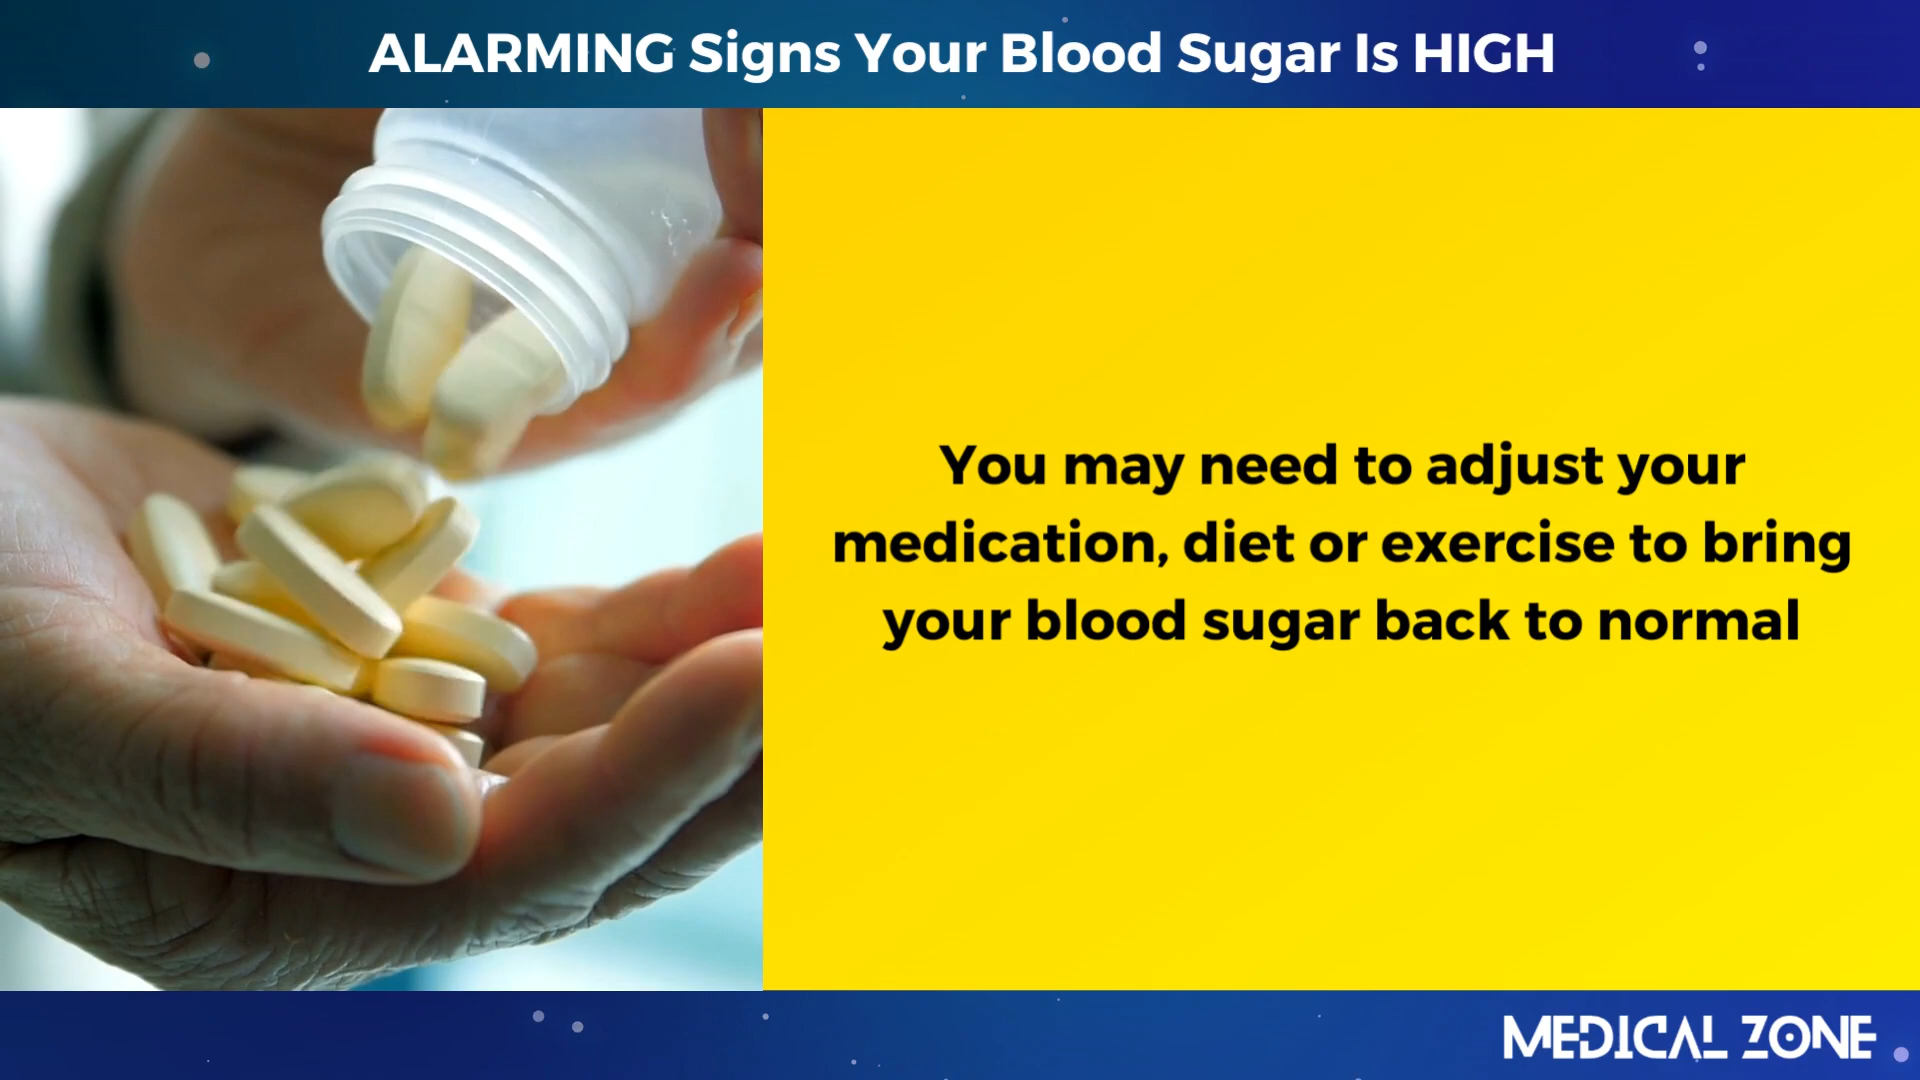 ALARMING Signs Your Blood Sugar Is HIGH
You may need to adjust your
medication, diet or exercise to bring
your blood sugar back to normal
MEDICAL ZONE